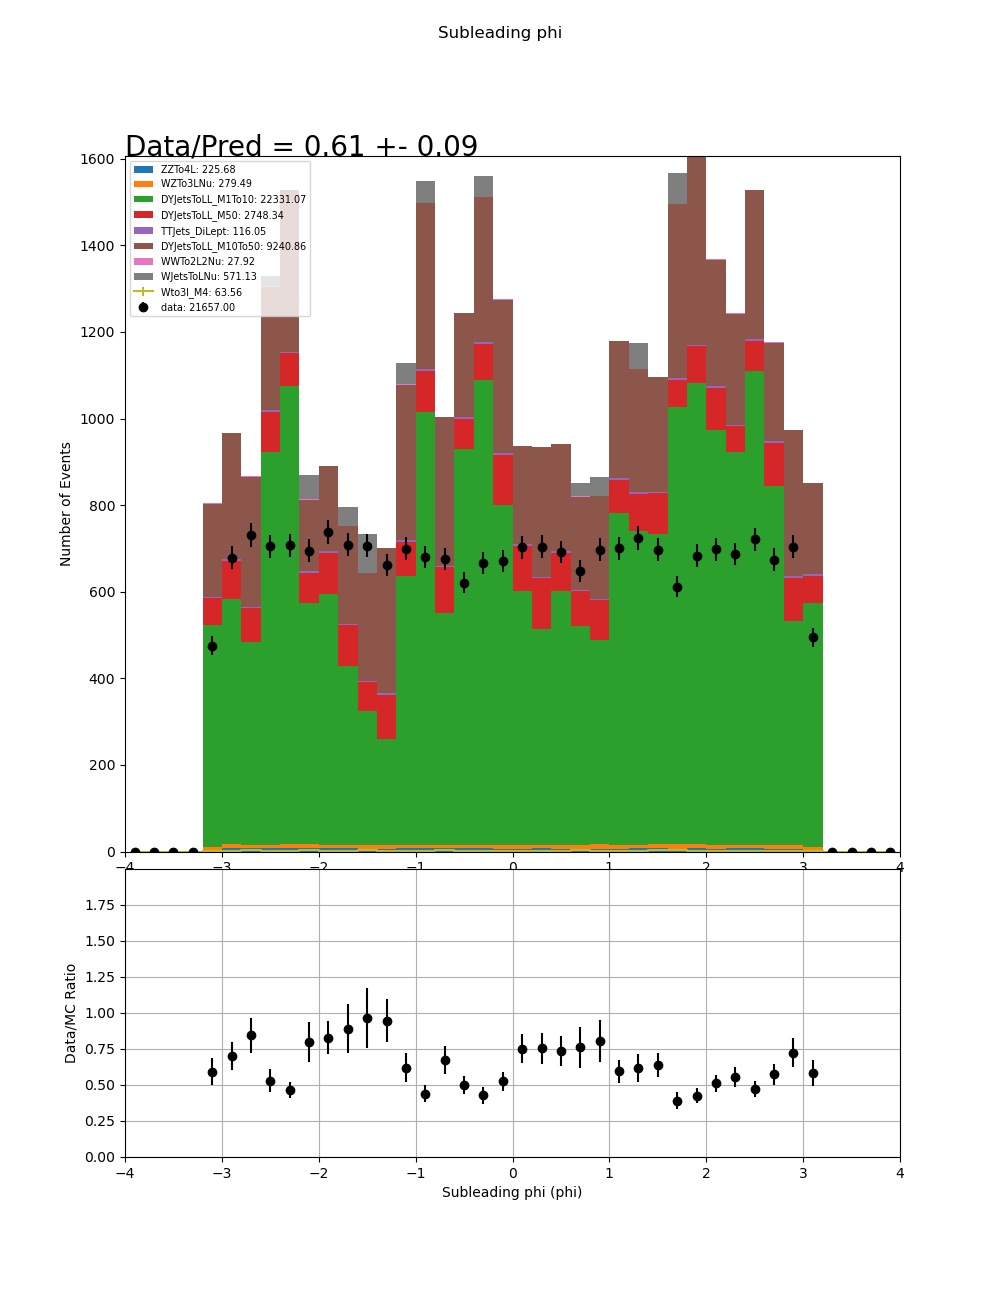 Subleading phi
Data/Pred = 0.61 +- 0.09
ZZTo4L: 225.68
WZTo3LNu: 279.49
DYJetsToLL_M1To10: 22331.07
DYJetsToLL_M50: 2748.34
TTJets_DiLept: 116.05
DYJetsToLL_M10To50: 9240.86
WWTo2L2Nu: 27.92
WJetsToLNu: 571.13
Wto3l_M4: 63.56
data: 21657.00
Number of Events
1600
1400
1200
1000
800
600
400
200
0
−4 −3 −2 −1 0 1 2 3 4
Data/MC Ratio
1.75
1.50
1.25
1.00
0.75
0.50
0.25
0.00
−4 −3 −2 −1 0 1 2 3 4
Subleading phi (phi)